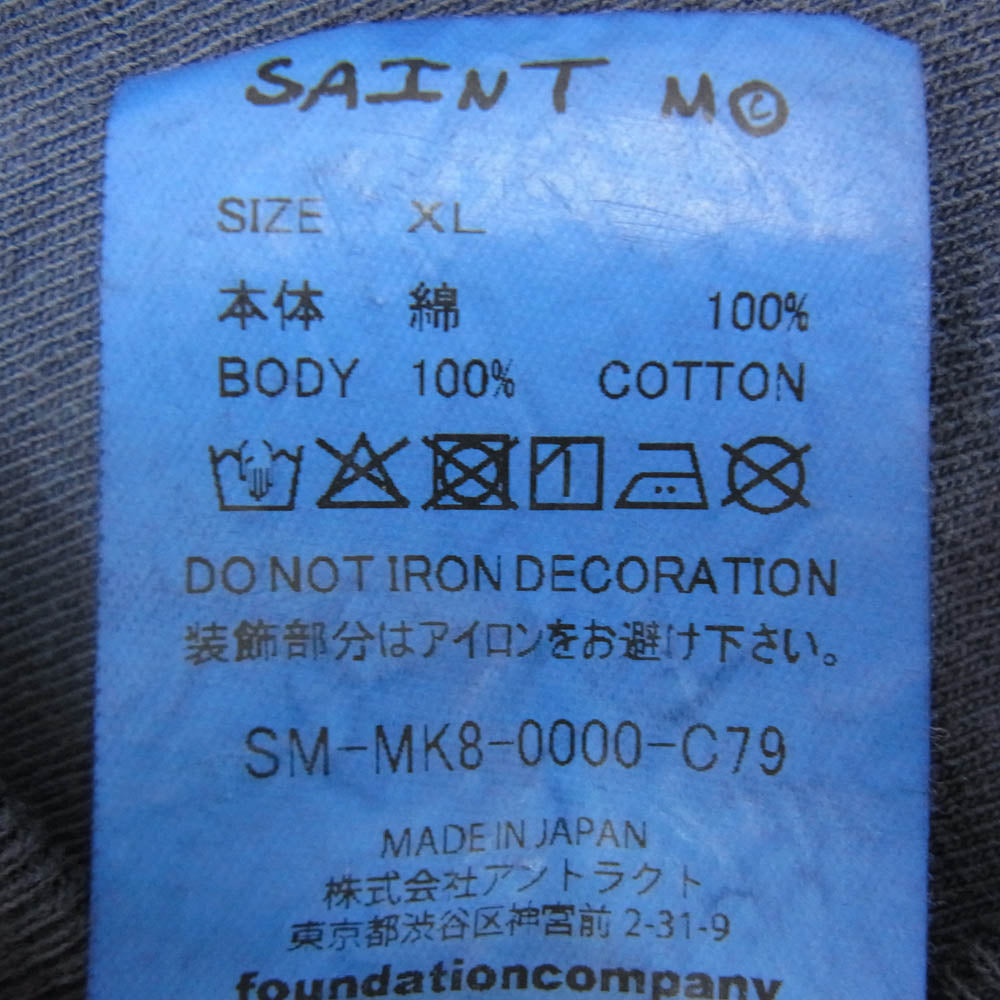 SAINT M
SIZE XL
本体 綿 100%
BODY 100% COTTON
DO NOT IRON DECORATION
装飾部分はアイロンをお避け下さい。
SM-MK8-0000-C79
MADE IN JAPAN
株式会社アントラクト
東京都渋谷区神宮前 2-31-9
foundationcompany